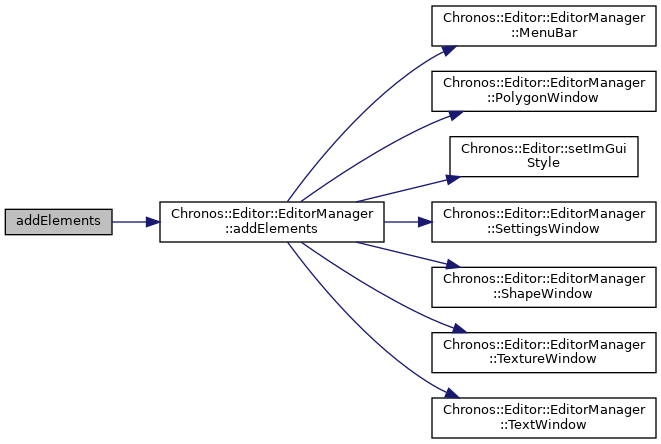 addElements
Chronos::Editor::EditorManager
::addElements
Chronos::Editor::EditorManager
::MenuBar
Chronos::Editor::EditorManager
::PolygonWindow
Chronos::Editor::setImGui
Style
Chronos::Editor::EditorManager
::SettingsWindow
Chronos::Editor::EditorManager
::ShapeWindow
Chronos::Editor::EditorManager
::TextureWindow
Chronos::Editor::EditorManager
::TextWindow